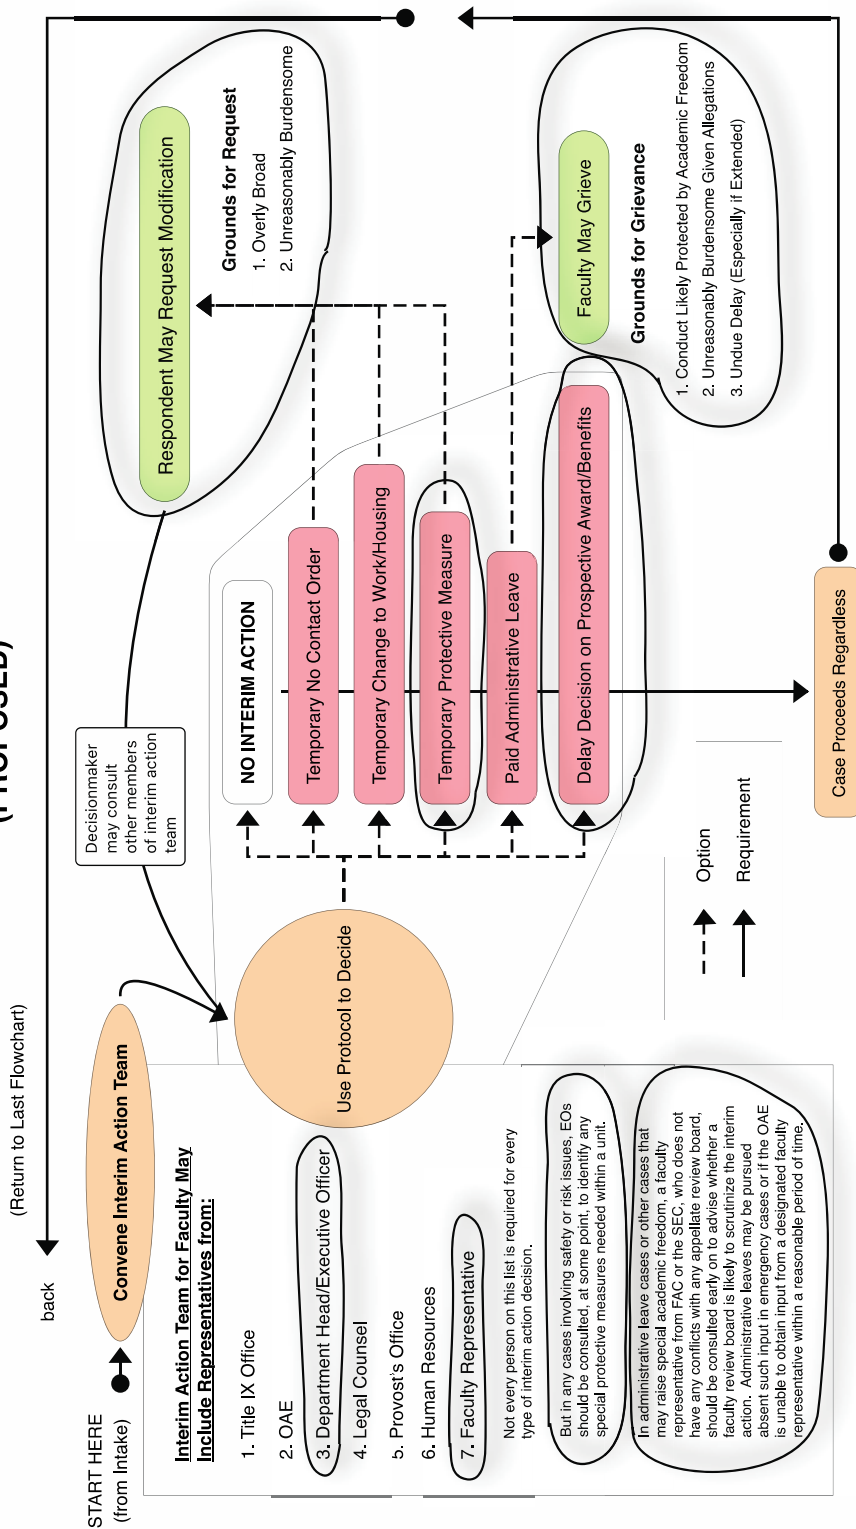 (PROPOSED)
(Return to Last Flowchart)
back
START HERE
(from Intake)
Convene Interim Action Team
Interim Action Team for Faculty May
Include Representatives from:
1. Title IX Office
2. OAE
3. Department Head/Executive Officer
4. Legal Counsel
5. Provost's Office
6. Human Resources
7. Faculty Representative
Not every person on this list is required for every
type of interim action decision.
But in any cases involving safety or risk issues, EOs
should be consulted, at some point, to identify any
special protective measures needed within a unit.
In administrative leave cases or other cases that
may raise special academic freedom, a faculty
representative from FAC or the SEC, who does not
have any conflicts with any appellate review board,
should be consulted early on to advise whether a
faculty review board is likely to scrutinize the interim
action. Administrative leaves may be pursued
absent such input in emergency cases or if the OAE
is unable to obtain input from a designated faculty
representative within a reasonable period of time.
Use Protocol to Decide
Decisionmaker
may consult
other members
of interim action
team
NO INTERIM ACTION
Temporary No Contact Order
Temporary Change to Work/Housing
Temporary Protective Measure
Paid Administrative Leave
Delay Decision on Prospective Award/Benefits
Option
Requirement
Case Proceeds Regardless
Respondent May Request Modification
Grounds for Request
1. Overly Broad
2. Unreasonably Burdensome
Faculty May Grieve
Grounds for Grievance
1. Conduct Likely Protected by Academic Freedom
2. Unreasonably Burdensome Given Allegations
3. Undue Delay (Especially if Extended)